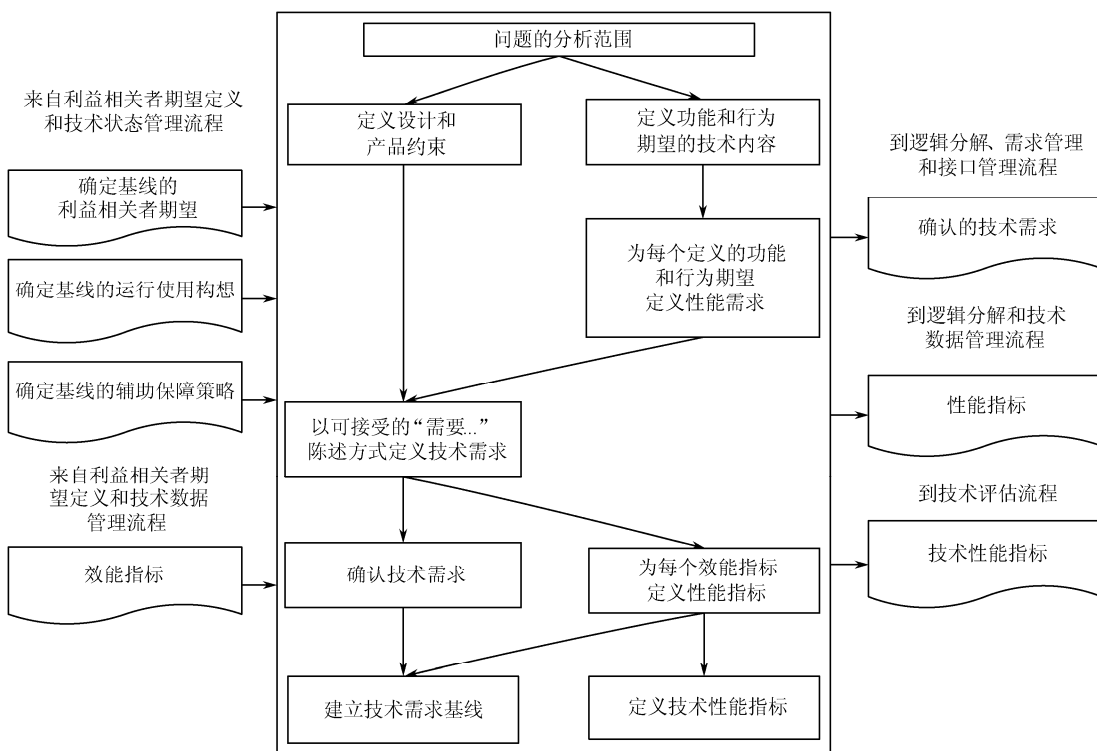 问题的分析范围
来自利益相关者期望定义
和技术状态管理流程
确定基线的
利益相关者期望
确定基线的运行使用构想
确定基线的辅助保障策略
来自利益相关者期
望定义和技术数据
管理流程
效能指标
定义设计和
产品约束
定义功能和行为
期望的技术内容
为每个定义的功能
和行为期望
定义性能需求
以可接受的“需要...”
陈述方式定义技术需求
确认技术需求
为每个效能指标
定义性能指标
建立技术需求基线
定义技术性能指标
到逻辑分解、需求管理
和接口管理流程
确认的技术需求
到逻辑分解和技术
数据管理流程
性能指标
到技术评估流程
技术性能指标